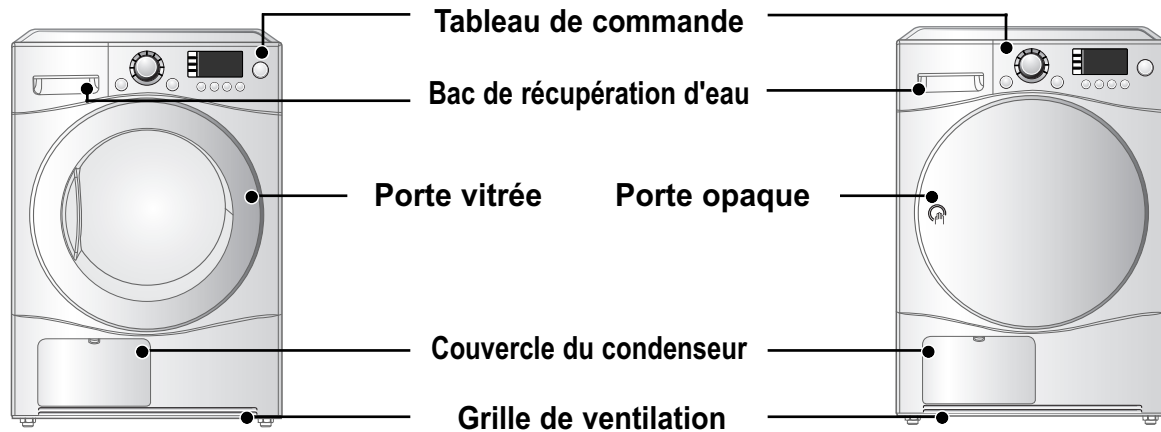 Tableau de commande
Bac de récupération d'eau
Porte vitrée
Porte opaque
Couvercle du condenseur
Grille de ventilation